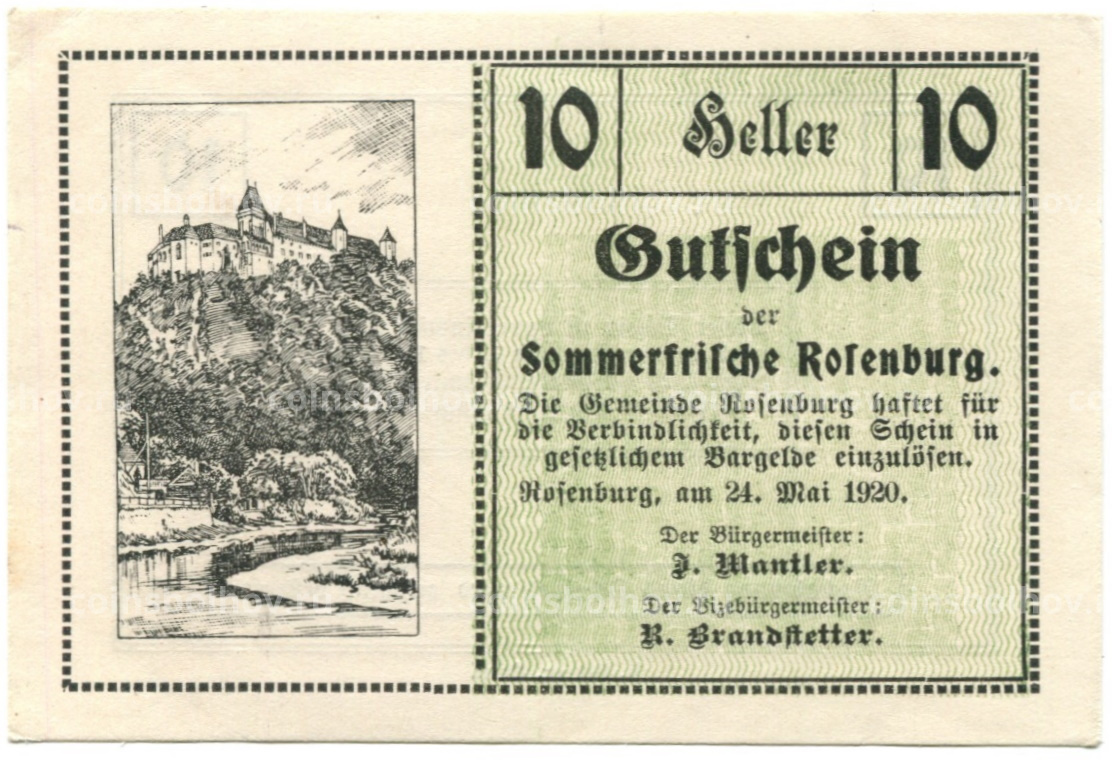 10 Heller 10
Gutschein
der
Sommerfrische Rosenburg.
Die Gemeinde Rosenburg haftet für
die Verbindlichkeit, diesen Schein in
gesetzlichem Bargelde einzulösen.
Rosenburg, am 24. Mai 1920.
Der Bürgermeister:
J. Mantler.
Der Vizebürgermeister:
R. Brandstetter.